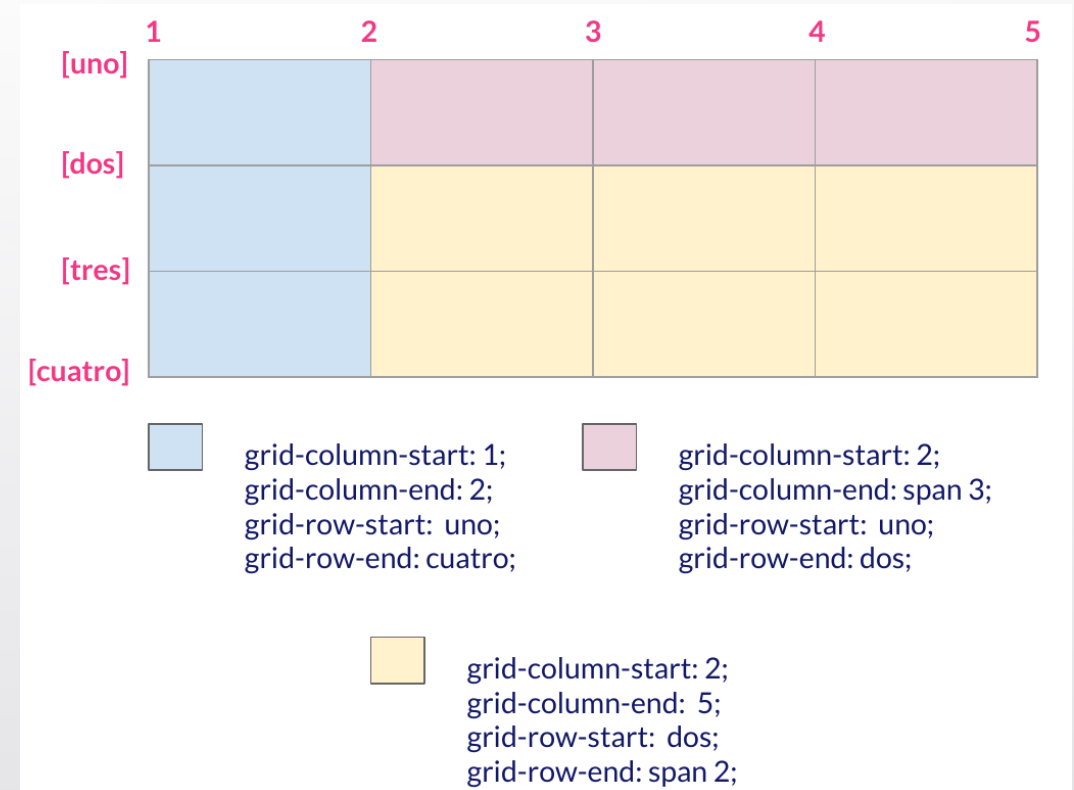 1 2 3 4 5
[uno]
[dos]
[tres]
[cuatro]
grid-column-start: 1;
grid-column-end: 2;
grid-row-start: uno;
grid-row-end: cuatro;
grid-column-start: 2;
grid-column-end: span 3;
grid-row-start: uno;
grid-row-end: dos;
grid-column-start: 2;
grid-column-end: 5;
grid-row-start: dos;
grid-row-end: span 2;